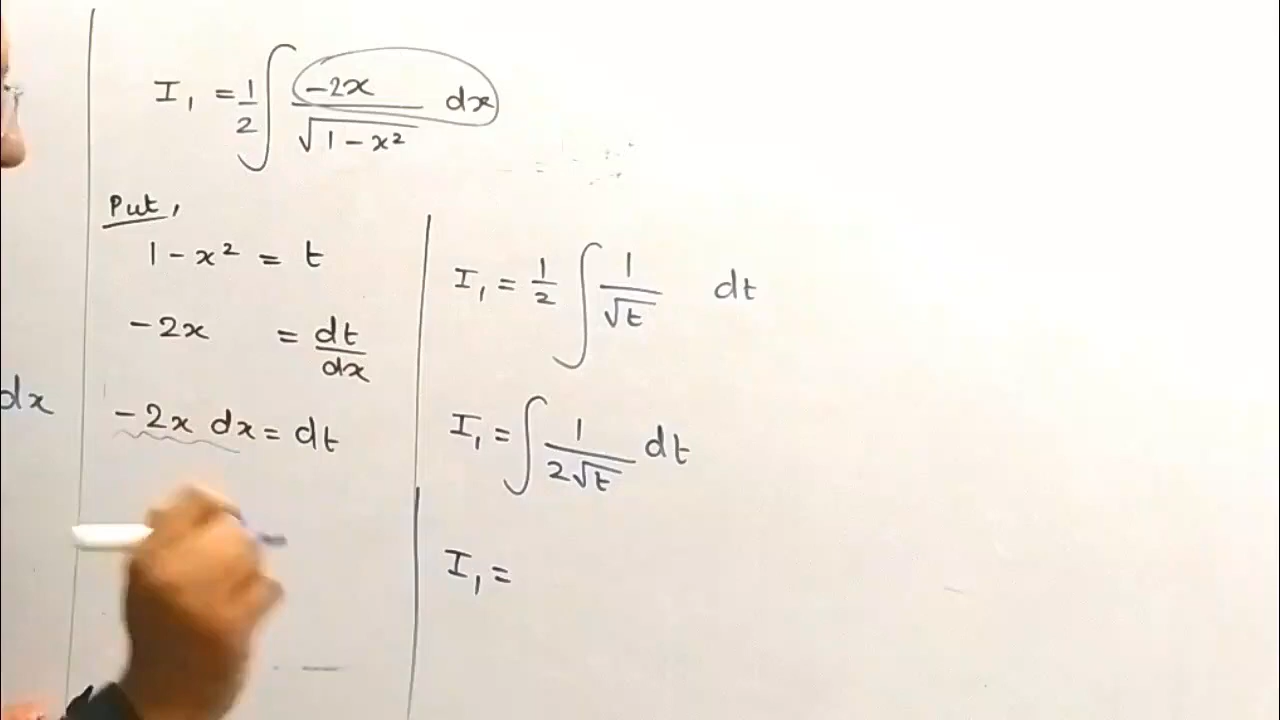 I₁ = 1/2 ∫ -2x/√(1-x²) dx
Put,
1-x² = t
-2x = dt/dx
-2x dx = dt
dx
I₁ = 1/2 ∫ 1/√t dt
I₁ = ∫ 1/(2√t) dt
I₁ =